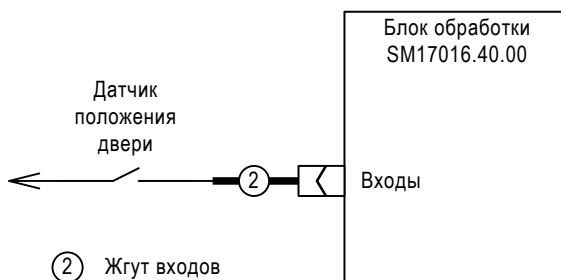 Блок обработки
SM17016.40.00
Датчик
положения
двери
2
Входы
2 Жгут входов